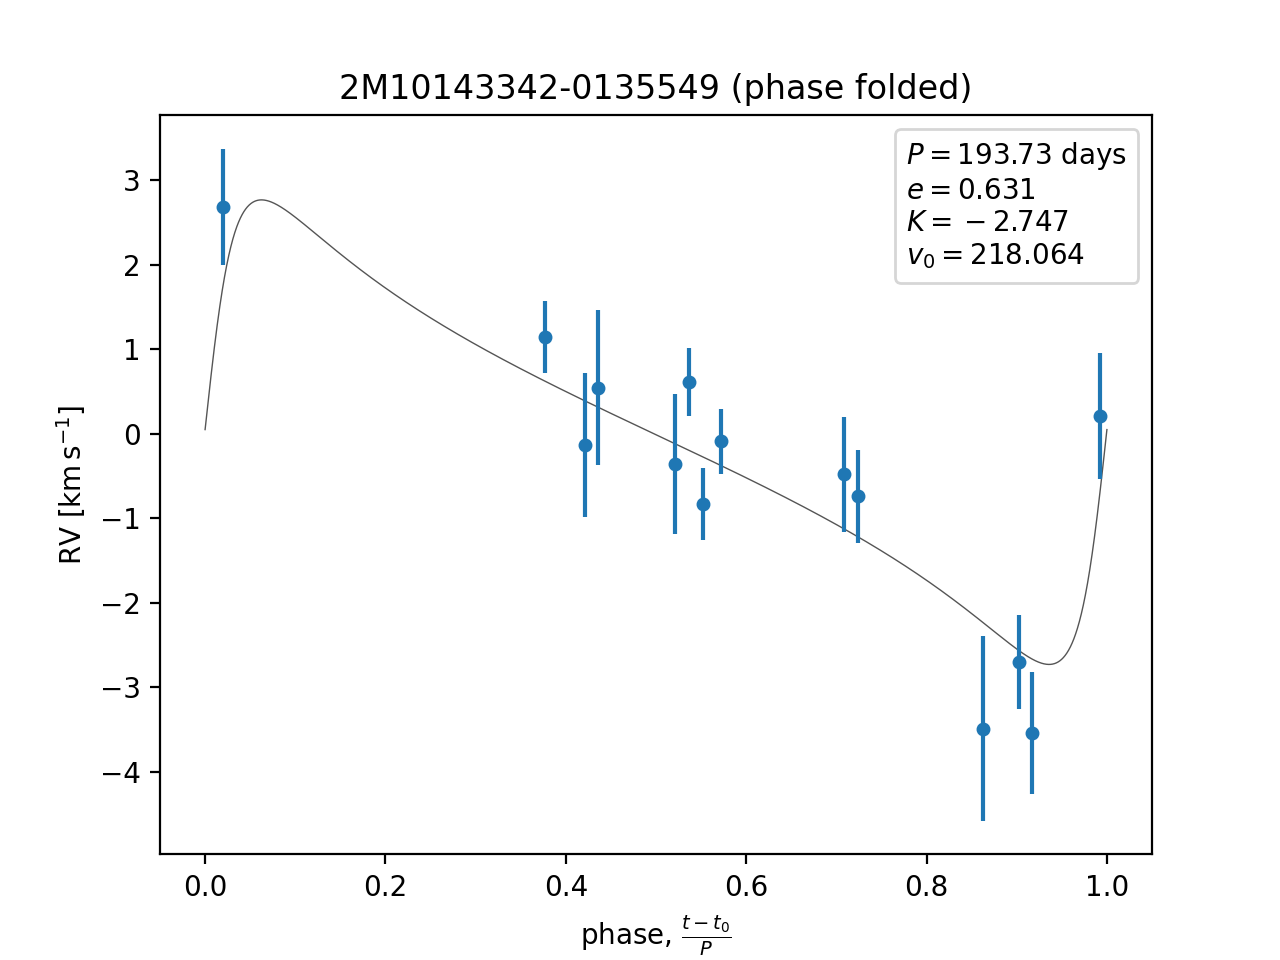 2M10143342-0135549 (phase folded)
P = 193.73 days
e = 0.631
K = −2.747
v₀ = 218.064
3
2
1
0
−1
−2
−3
−4
RV [km s⁻¹]
0.0 0.2 0.4 0.6 0.8 1.0
phase, (t − t₀)/P